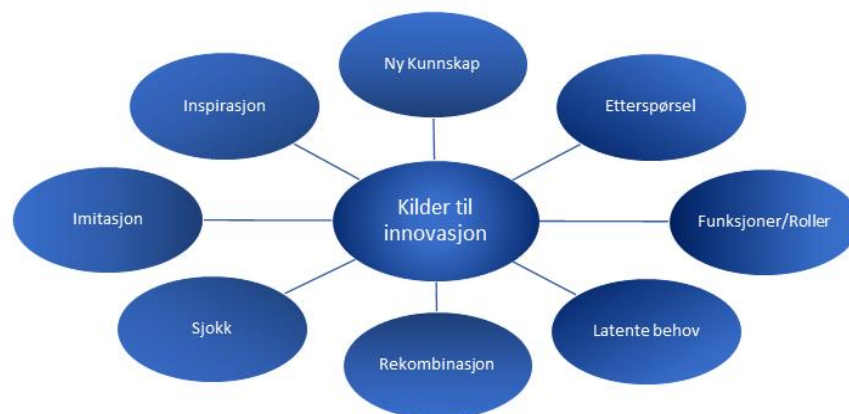 Ny Kunnskap
Inspirasjon
Etterspørsel
Imitasjon
Kilder til
innovasjon
Funksjoner/Roller
Sjokk
Latente behov
Rekombinasjon